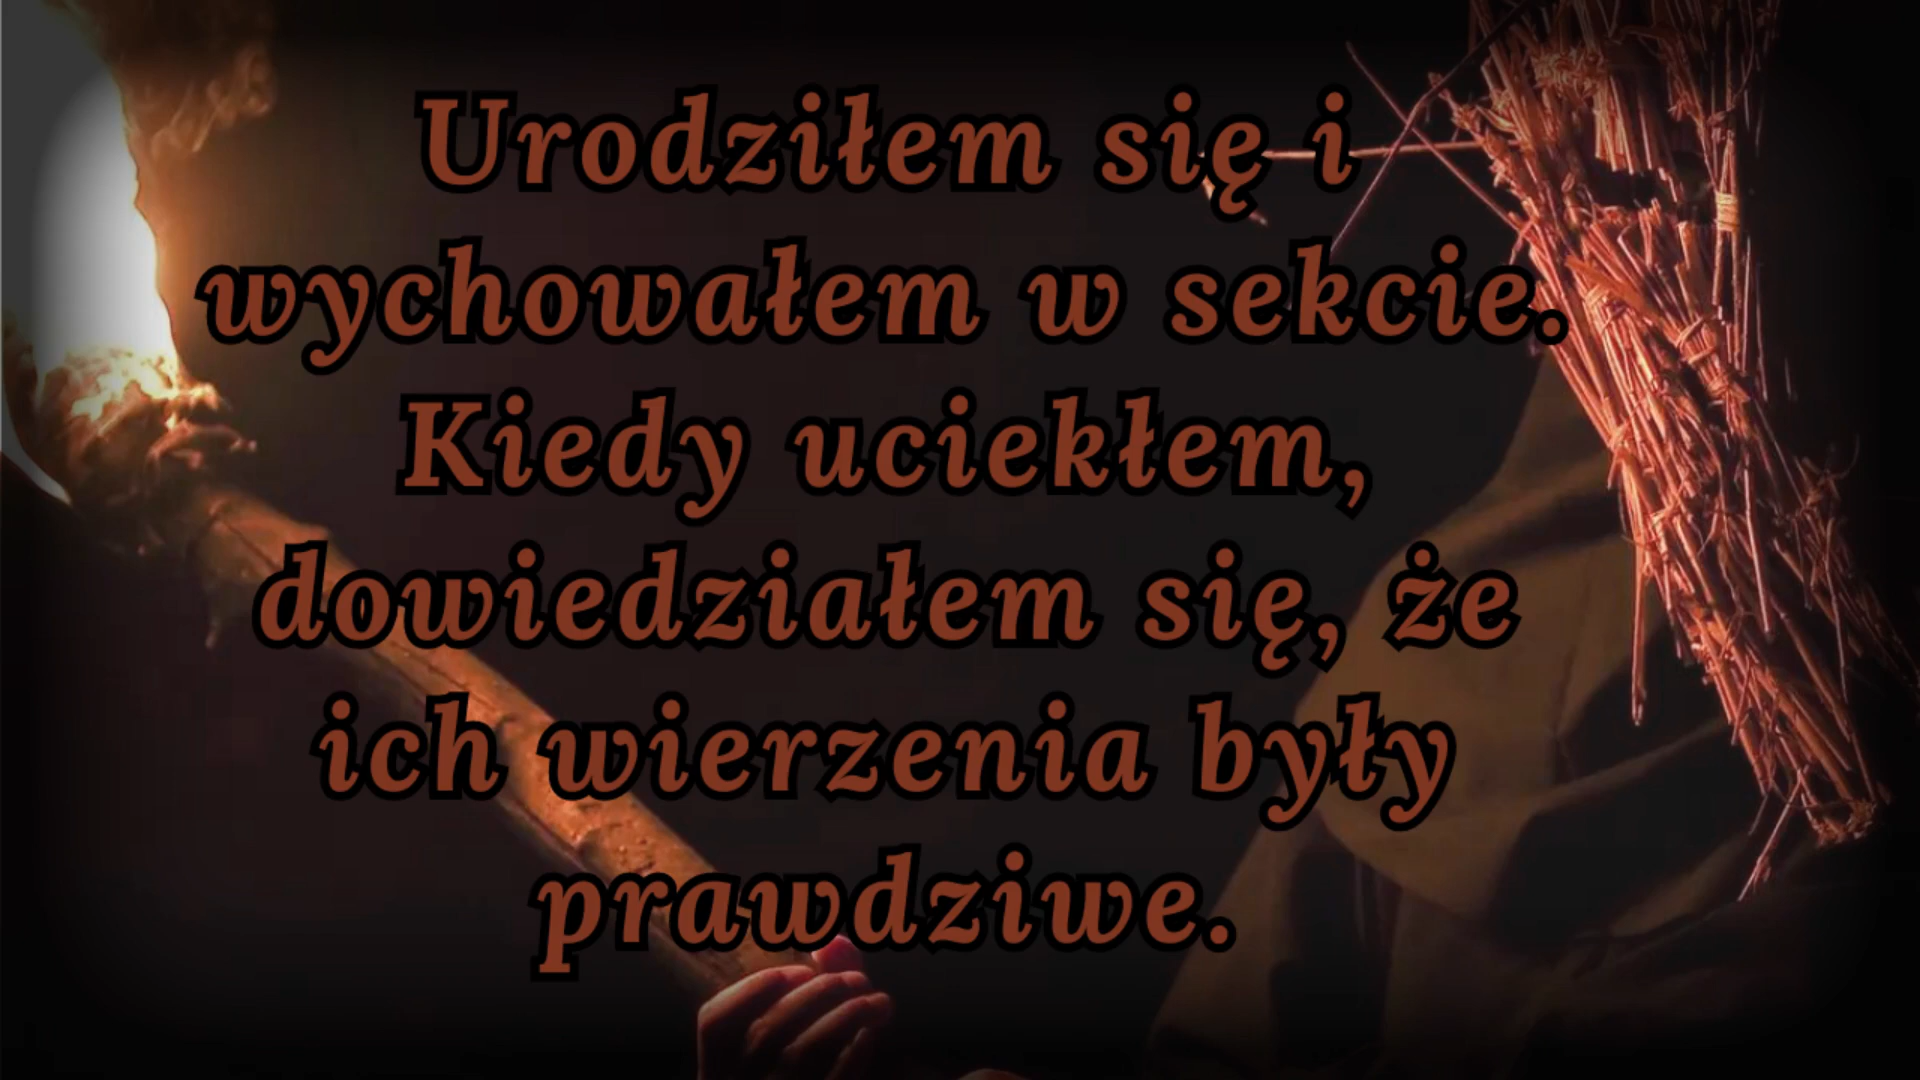 Urodziłem się i
wychowałem w sekcie.
Kiedy uciekłem,
dowiedziałem się, że
ich wierzenia były
prawdziwe.